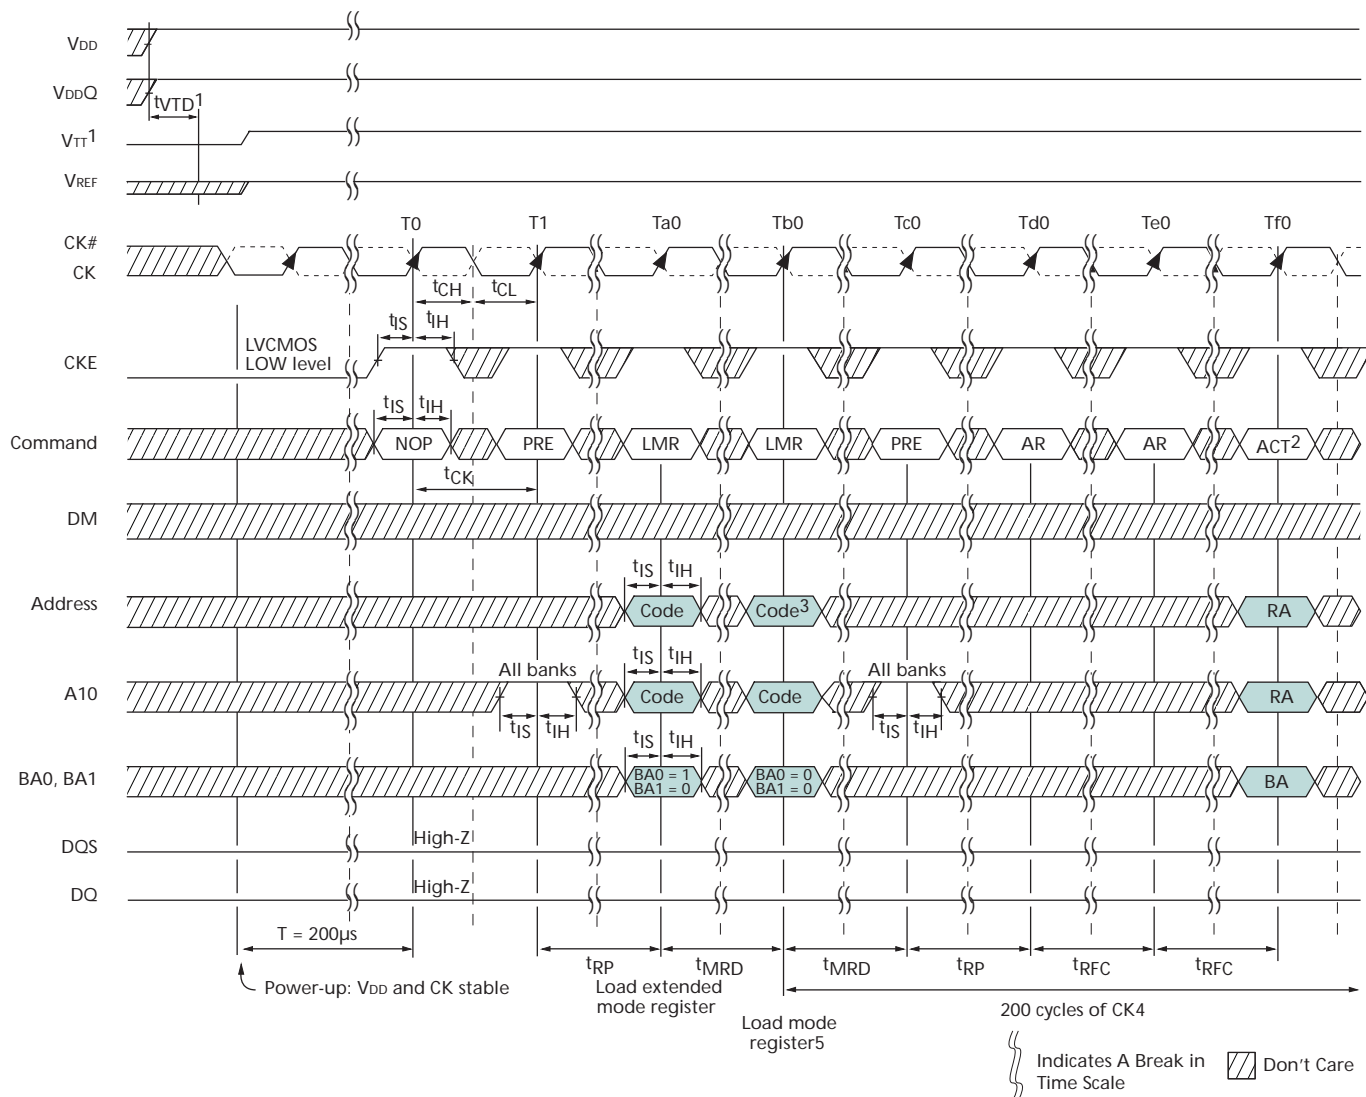 VDD
VDDQ
tVTD1
VTT1
VREF
T0 T1 Ta0 Tb0 Tc0 Td0 Te0 Tf0
CK#
CK
tCH tCL
tIS tIH
LVCMOS
LOW level
CKE
tIS tIH
Command NOP PRE LMR LMR PRE AR AR ACT2
tCK
DM
tIS tIH
Address Code Code3 RA
All banks tIS tIH All banks
A10 Code Code RA
tIS tIH tIS tIH tIS tIH
BA0, BA1 BA0 = 1 BA0 = 0 BA
BA1 = 0 BA1 = 0
DQS High-Z
DQ High-Z
T = 200µs
tRP tMRD tMRD tRP tRFC tRFC
Power-up: VDD and CK stable
Load extended
mode register
200 cycles of CK4
Load mode
register5
Indicates A Break in
Time Scale
Don't Care